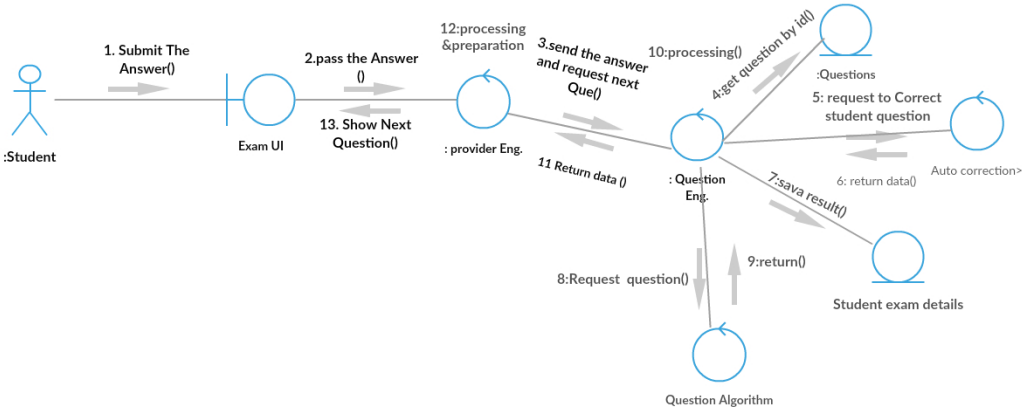 1. Submit The
Answer()
:Student
2.pass the Answer
()
13. Show Next
Question()
Exam UI
12:processing
&preparation
: provider Eng.
3.send the answer
and request next
Que()
11 Return data ()
10:processing()
: Question
Eng.
4:get question by id()
:Questions
5: request to Correct
student question
6: return data()
Auto correction>
7:sava result()
Student exam details
8:Request question()
9:return()
Question Algorithm